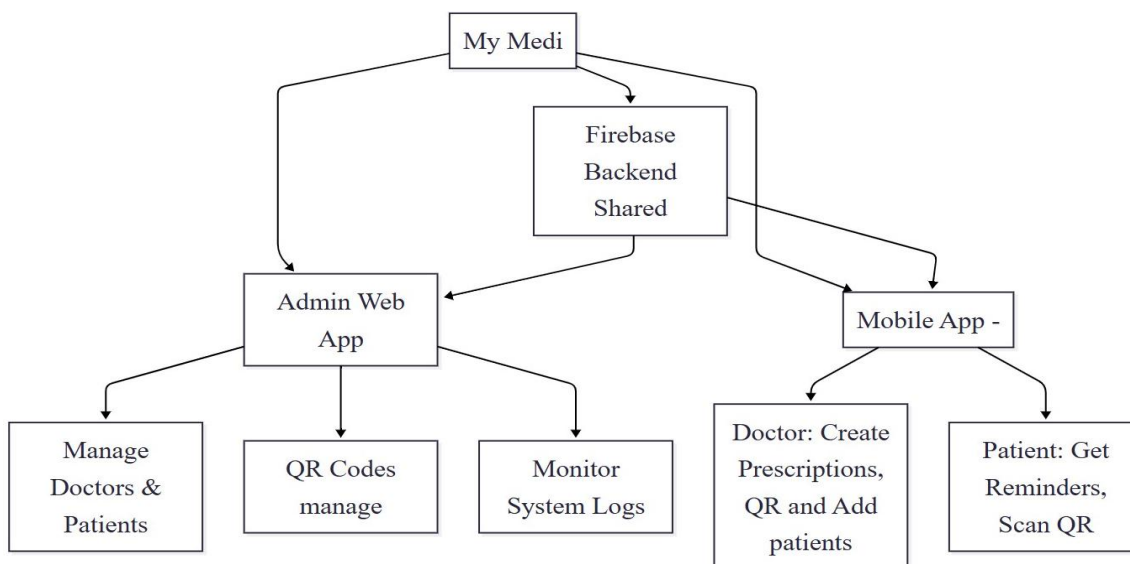 My Medi
Firebase
Backend
Shared
Admin Web
App
Mobile App -
Manage
Doctors &
Patients
QR Codes
manage
Monitor
System Logs
Doctor: Create
Prescriptions,
QR and Add
patients
Patient: Get
Reminders,
Scan QR